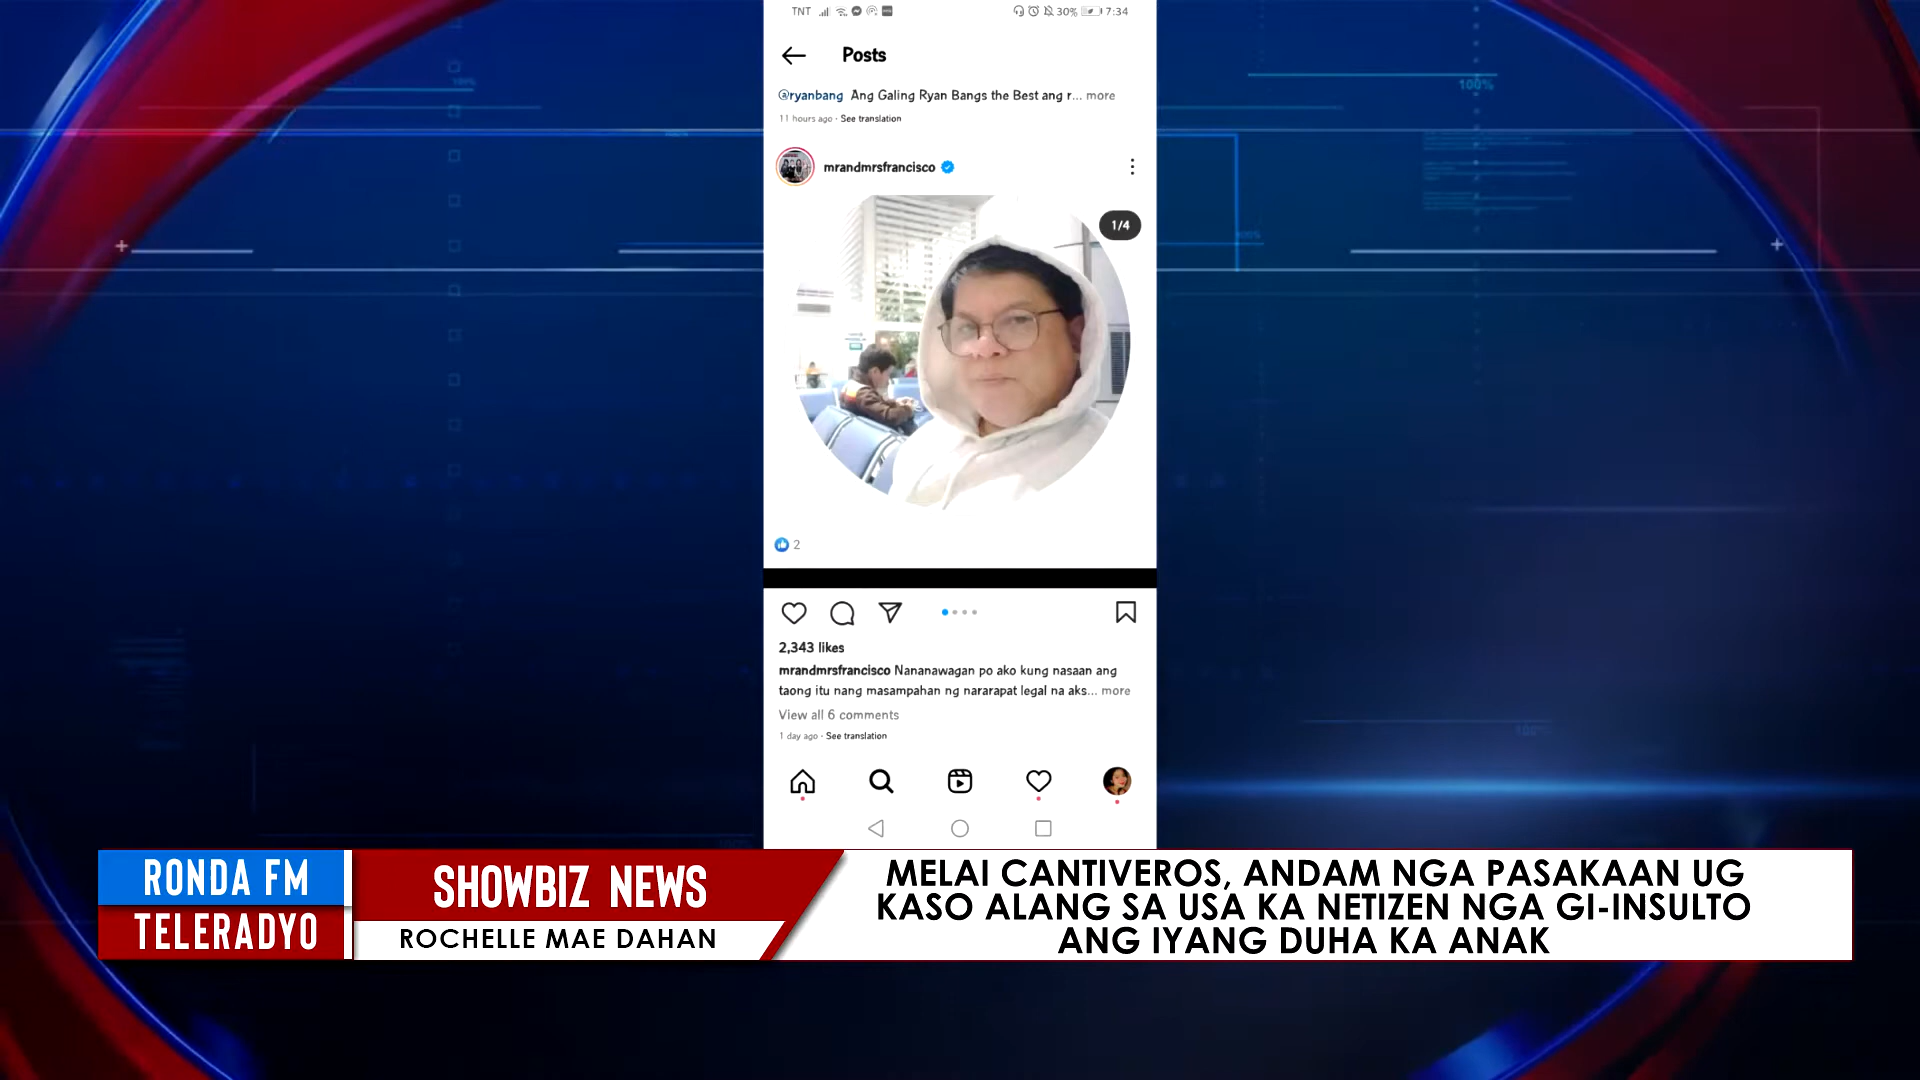 TNT
30%
7:34
Posts
@ryanbang Ang Galing Ryan Bangs the Best ang r... more
11 hours ago · See translation
mrandmrsfrancisco
1/4
2
2,343 likes
mrandmrsfrancisco Nananawagan po ako kung nasaan ang
taong itu nang masampahan ng nararapat legal na aks... more
View all 6 comments
1 day ago · See translation
100%
RONDA FM
TELERADYO
SHOWBIZ NEWS
ROCHELLE MAE DAHAN
MELAI CANTIVEROS, ANDAM NGA PASAKAAN UG
KASO ALANG SA USA KA NETIZEN NGA GI-INSULTO
ANG IYANG DUHA KA ANAK